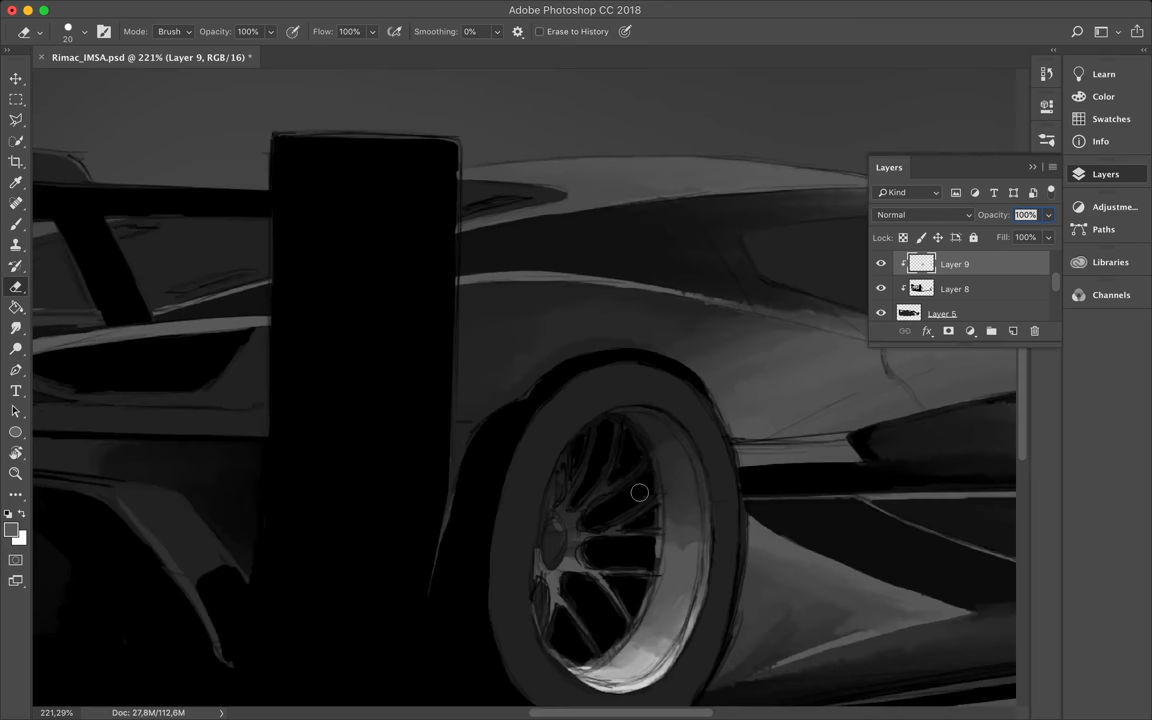 Adobe Photoshop CC 2018
20
Mode: Brush Opacity: 100% Flow: 100% Smoothing: 0% Erase to History
Rimac_IMSA.psd @ 221% (Layer 9, RGB/16) *
Learn
Color
Swatches
Info
Layers
Adjustme...
Paths
Libraries
Channels
Layers
Kind
Normal Opacity: 100%
Lock: Fill: 100%
Layer 9
Layer 8
Layer 5
fx
221,29% Doc: 27,8M/112,6M